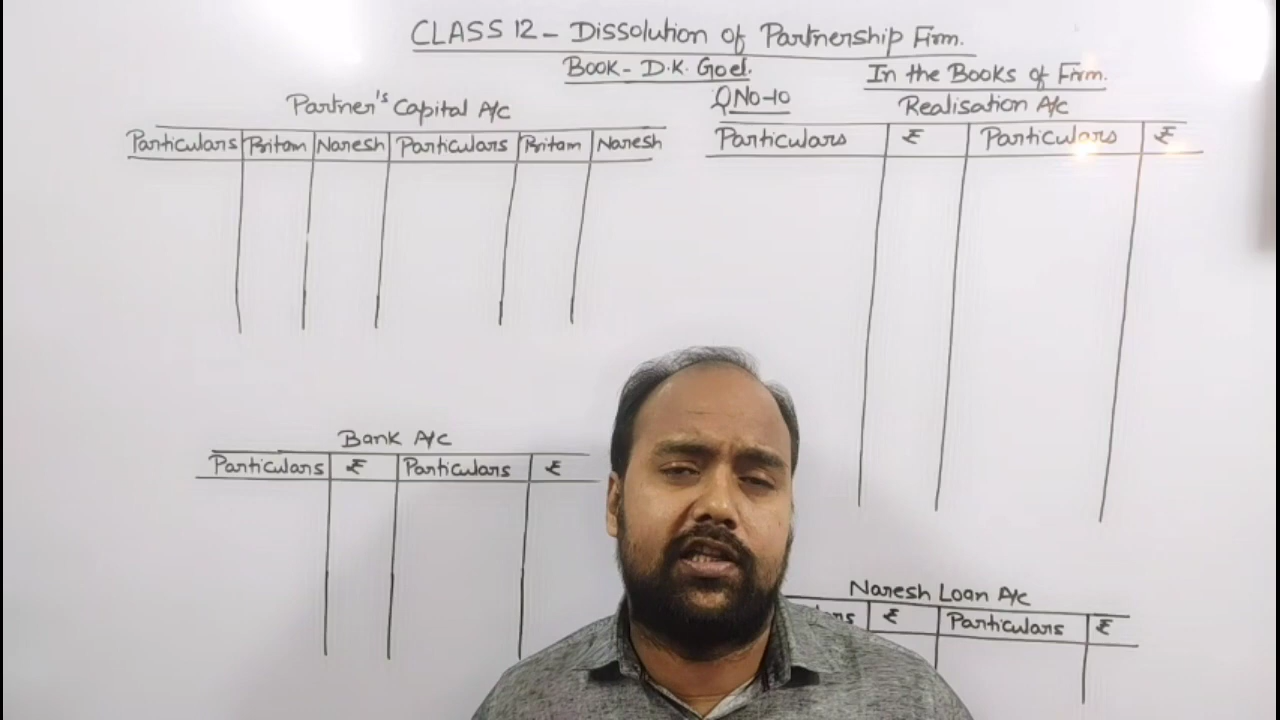 CLASS 12 - Dissolution of Partnership Firm.
Book - D.K. Goel.
In the Books of Firm.
Q No-10
Partner's Capital A/c
Particulars Pritam Naresh Particulars Pritam Naresh
Realisation A/c
Particulars ₹ Particulars ₹
Bank A/c
Particulars ₹ Particulars ₹
Naresh Loan A/c
₹ Particulars ₹